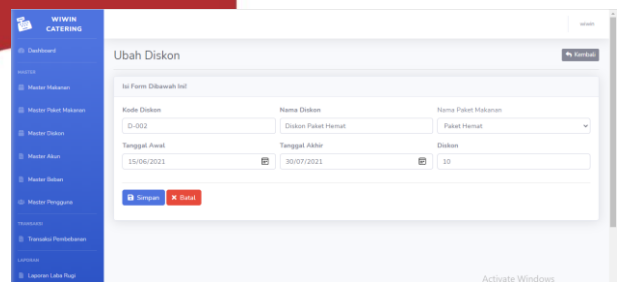 WIWIN
CATERING
wiwin
Dashboard
Ubah Diskon
Kembali
MASTER
Master Makanan
Master Paket Makanan
Master Diskon
Master Akun
Master Beban
Master Pengguna
TRANSAKSI
Transaksi Pembebanan
LAPORAN
Laporan Laba Rugi
Isi Form Dibawah Ini!
Kode Diskon
Nama Diskon
Nama Paket Makanan
D-002
Diskon Paket Hemat
Paket Hemat
Tanggal Awal
Tanggal Akhir
Diskon
15/06/2021
30/07/2021
10
Simpan
Batal
Activate Windows